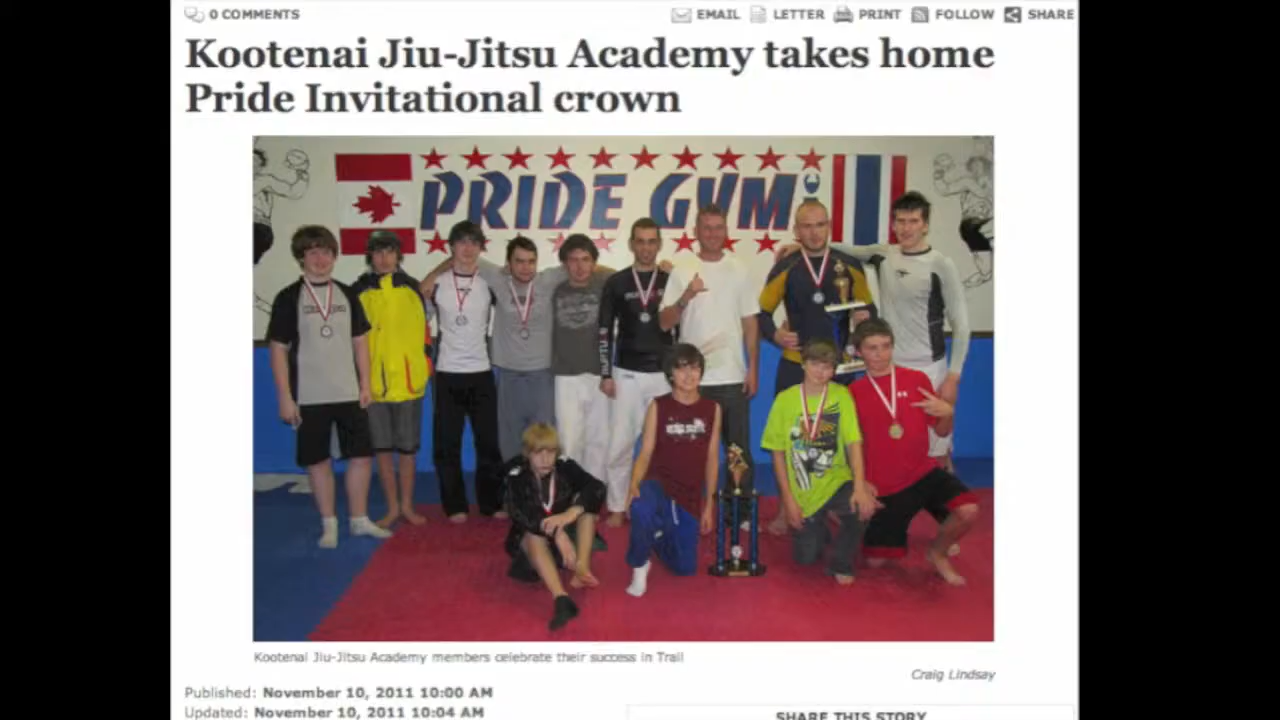 0 COMMENTS EMAIL LETTER PRINT FOLLOW SHARE
Kootenai Jiu-Jitsu Academy takes home
Pride Invitational crown
PRIDE GYM
Kootenai Jiu-Jitsu Academy members celebrate their success in Trail
Craig Lindsay
Published: November 10, 2011 10:00 AM
Updated: November 10, 2011 10:04 AM
SHARE THIS STORY